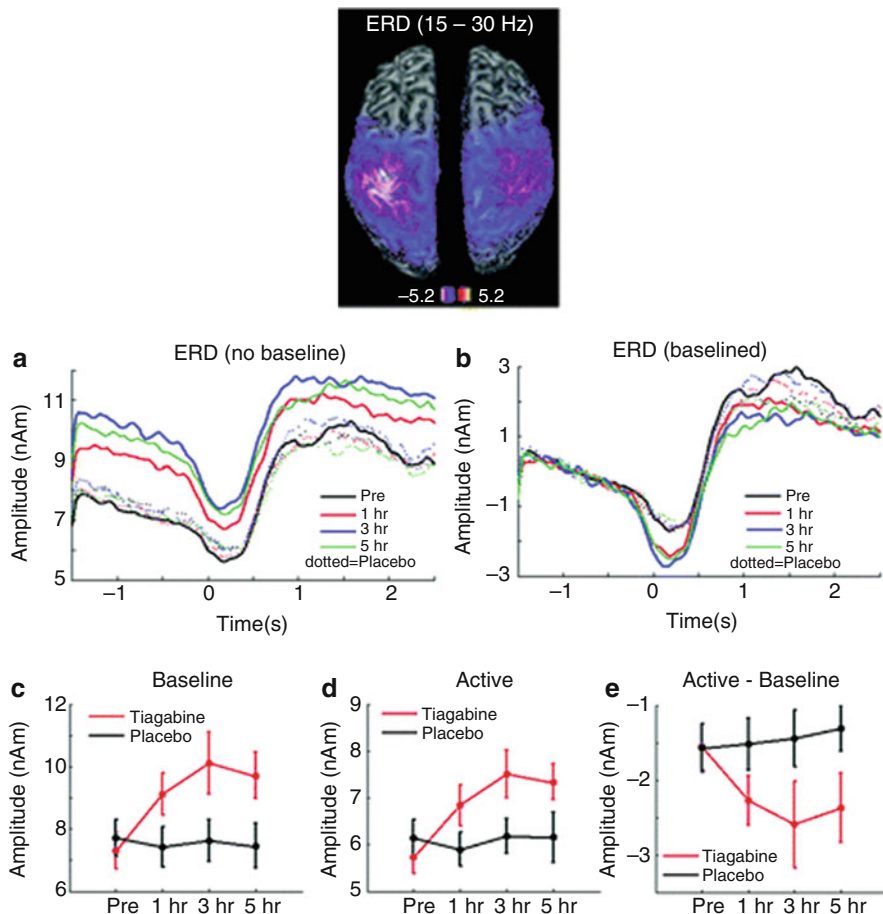 ERD (15 – 30 Hz)
–5.2 5.2
a ERD (no baseline)
Amplitude (nAm)
11
9
7
5
Pre
1 hr
3 hr
5 hr
dotted=Placebo
–1 0 1 2
Time(s)
b ERD (baselined)
Amplitude (nAm)
3
1
–1
–3
Pre
1 hr
3 hr
5 hr
dotted=Placebo
–1 0 1 2
Time(s)
c Baseline
Amplitude (nAm)
12
10
8
6
Tiagabine
Placebo
Pre 1 hr 3 hr 5 hr
d Active
Amplitude (nAm)
9
8
7
6
5
Tiagabine
Placebo
Pre 1 hr 3 hr 5 hr
e Active - Baseline
Amplitude (nAm)
–1
–2
–3
Tiagabine
Placebo
Pre 1 hr 3 hr 5 hr